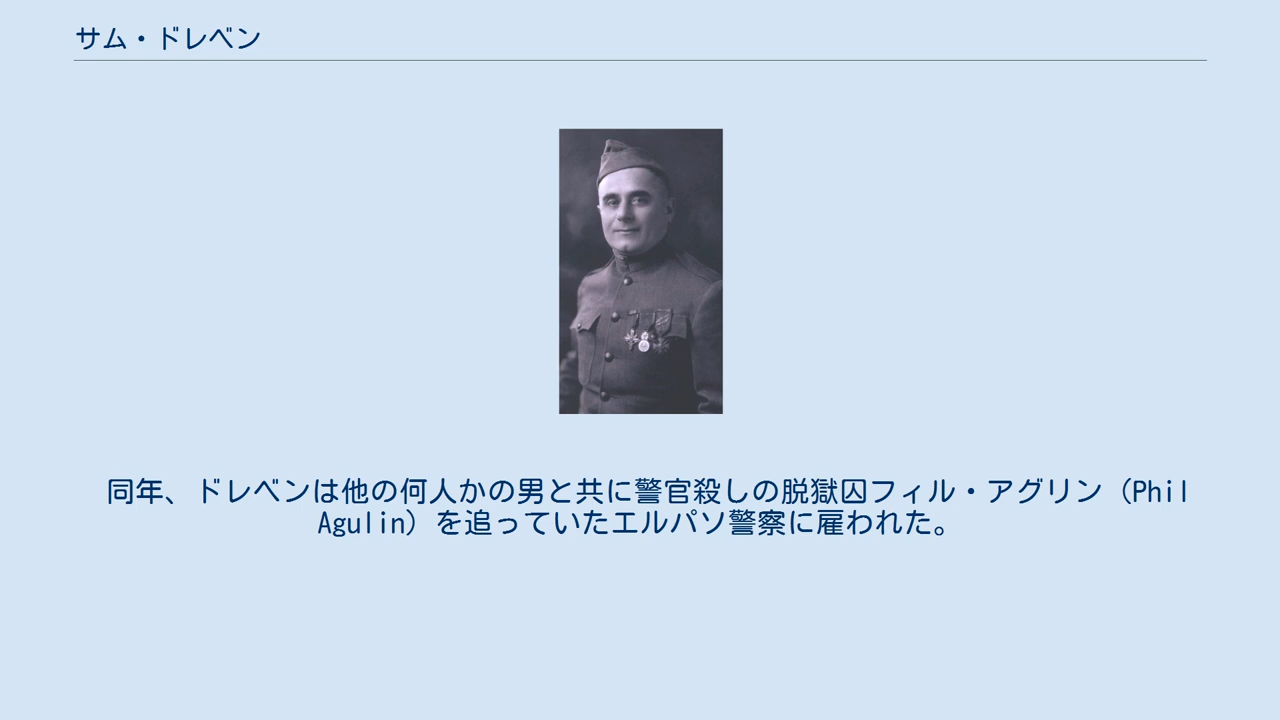 サム・ドレベン
同年、ドレベンは他の何人かの男と共に警官殺しの脱獄囚フィル・アグリン（Phil
Agulin）を追っていたエルパソ警察に雇われた。